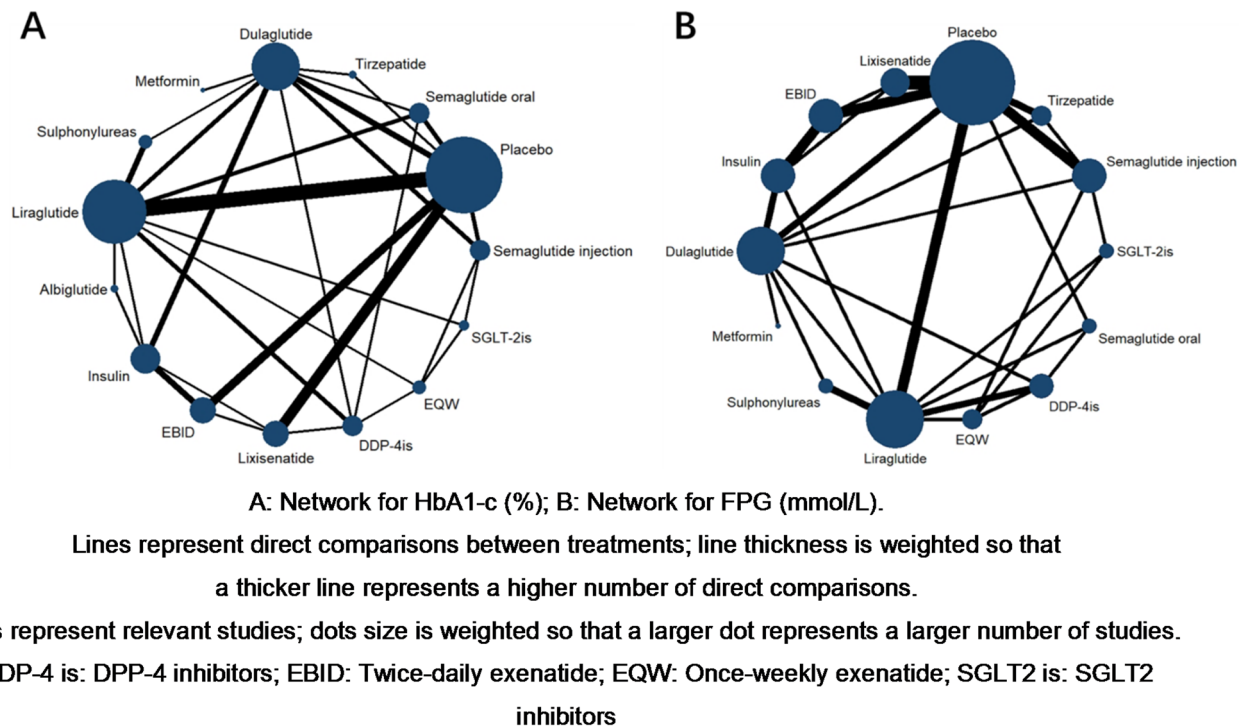 A
Dulaglutide
Metformin
Tirzepatide
Semaglutide oral
Sulphonylureas
Placebo
Liraglutide
Semaglutide injection
Albiglutide
SGLT-2is
Insulin
EQW
EBID
DDP-4is
Lixisenatide
B
Placebo
Lixisenatide
EBID
Tirzepatide
Insulin
Semaglutide injection
Dulaglutide
SGLT-2is
Metformin
Semaglutide oral
Sulphonylureas
DDP-4is
EQW
Liraglutide
A: Network for HbA1-c (%); B: Network for FPG (mmol/L).
Lines represent direct comparisons between treatments; line thickness is weighted so that
a thicker line represents a higher number of direct comparisons.
s represent relevant studies; dots size is weighted so that a larger dot represents a larger number of studies.
DP-4 is: DPP-4 inhibitors; EBID: Twice-daily exenatide; EQW: Once-weekly exenatide; SGLT2 is: SGLT2
inhibitors